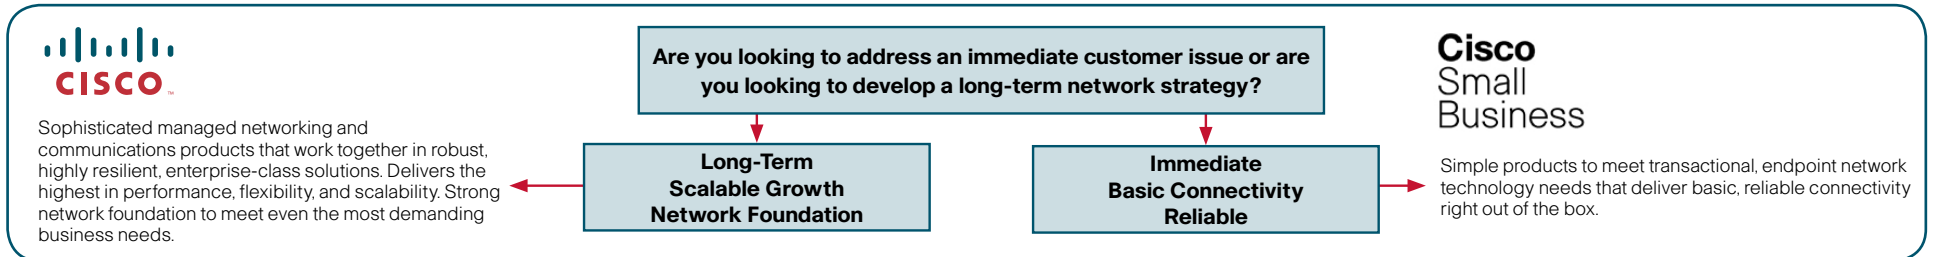 CISCO
Sophisticated managed networking and
communications products that work together in robust,
highly resilient, enterprise-class solutions. Delivers the
highest in performance, flexibility, and scalability. Strong
network foundation to meet even the most demanding
business needs.
Are you looking to address an immediate customer issue or are
you looking to develop a long-term network strategy?
Long-Term
Scalable Growth
Network Foundation
Immediate
Basic Connectivity
Reliable
Cisco
Small
Business
Simple products to meet transactional, endpoint network
technology needs that deliver basic, reliable connectivity
right out of the box.